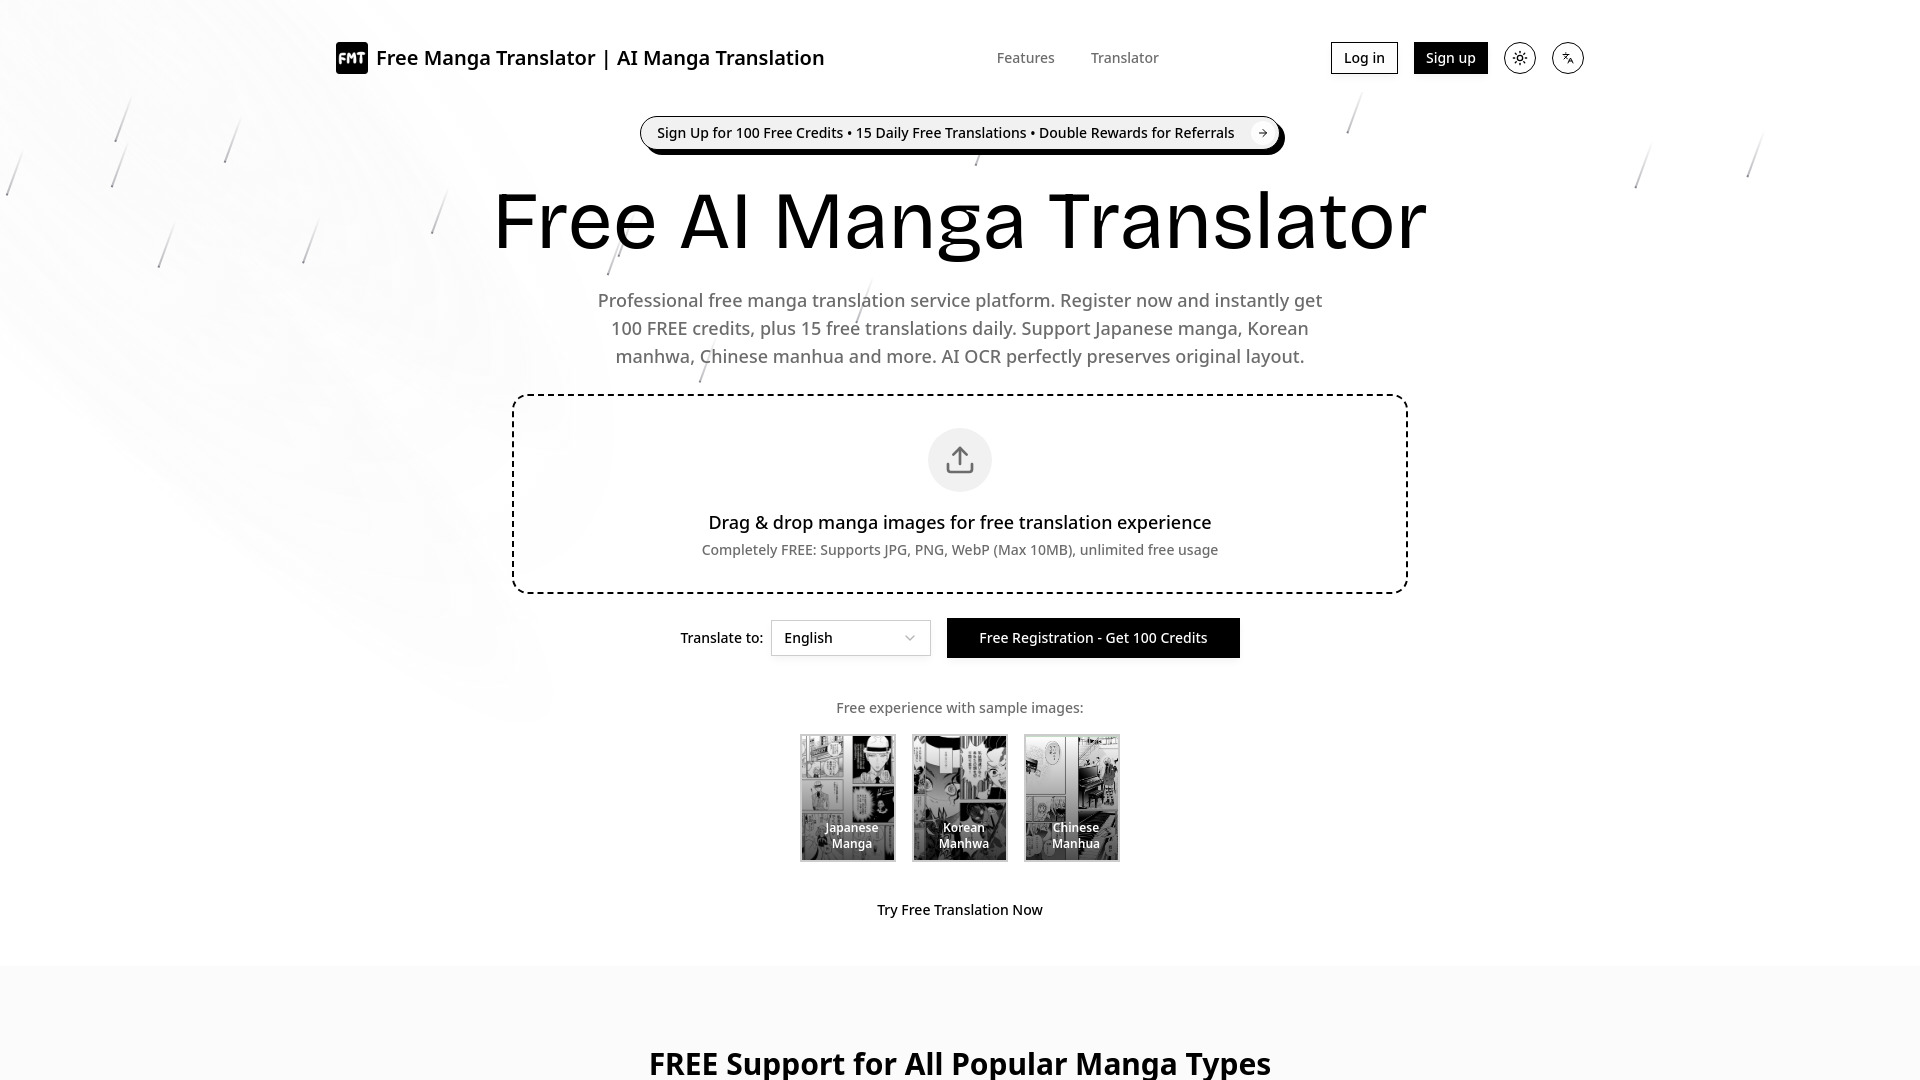 FMT
Free Manga Translator | AI Manga Translation
Features
Translator
Log in
Sign up
Sign Up for 100 Free Credits • 15 Daily Free Translations • Double Rewards for Referrals
Free AI Manga Translator
Professional free manga translation service platform. Register now and instantly get
100 FREE credits, plus 15 free translations daily. Support Japanese manga, Korean
manhwa, Chinese manhua and more. AI OCR perfectly preserves original layout.
Drag & drop manga images for free translation experience
Completely FREE: Supports JPG, PNG, WebP (Max 10MB), unlimited free usage
Translate to:
English
Free Registration - Get 100 Credits
Free experience with sample images:
Japanese
Manga
Korean
Manhwa
Chinese
Manhua
Try Free Translation Now
FREE Support for All Popular Manga Types